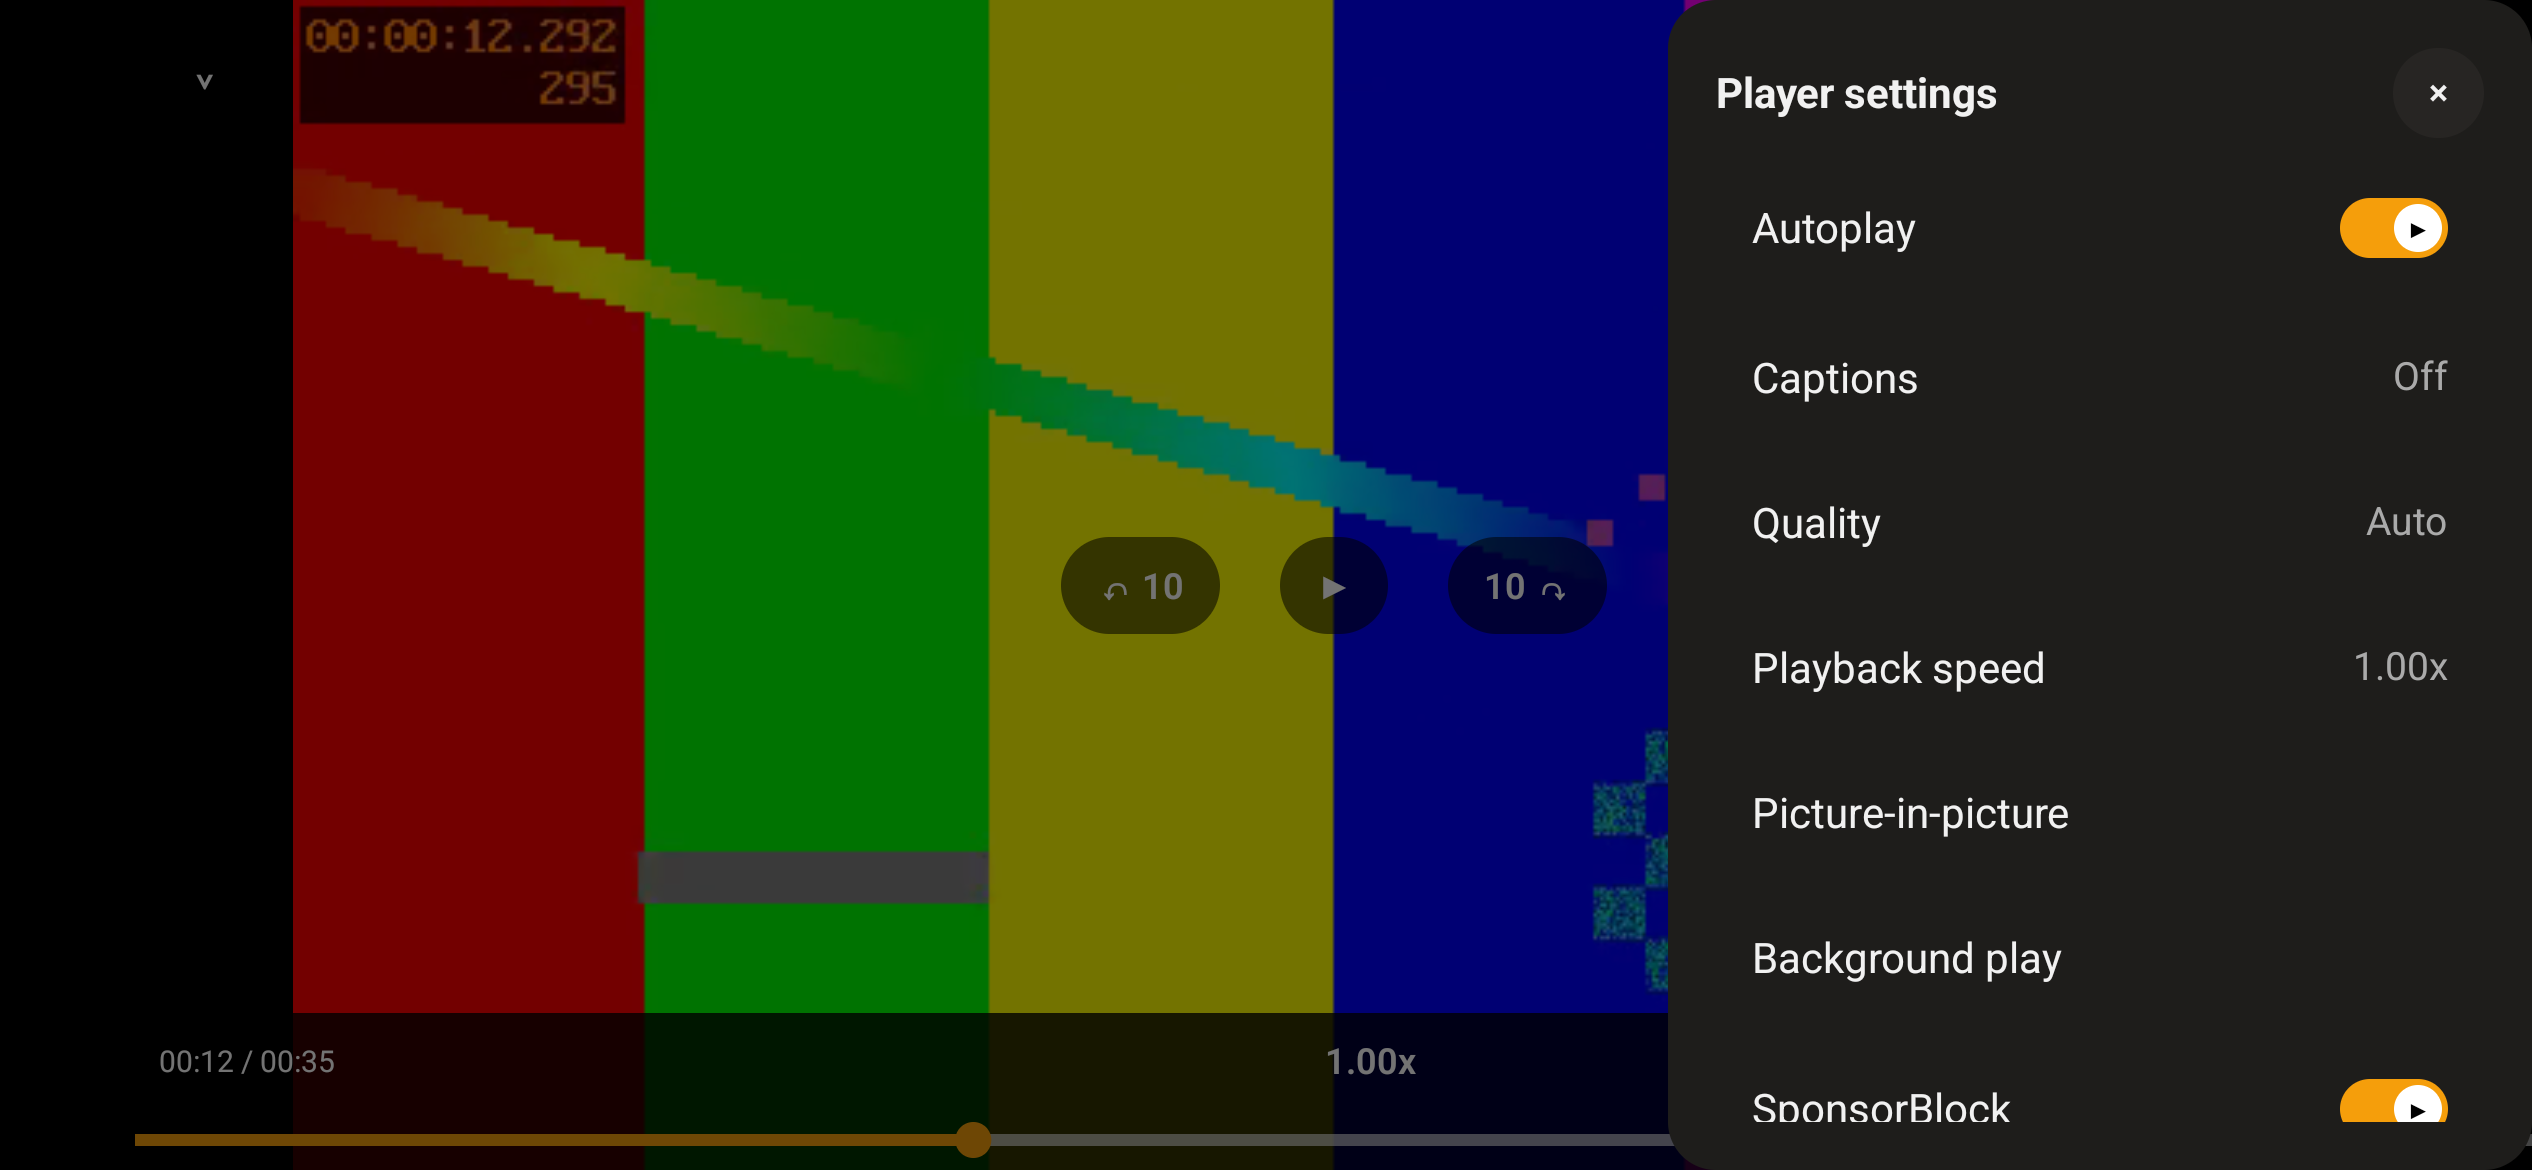 00:00:12.292
295
v
Player settings
×
Autoplay
Captions
Off
Quality
Auto
Playback speed
1.00x
Picture-in-picture
Background play
SponsorBlock
10
10
00:12 / 00:35
1.00x